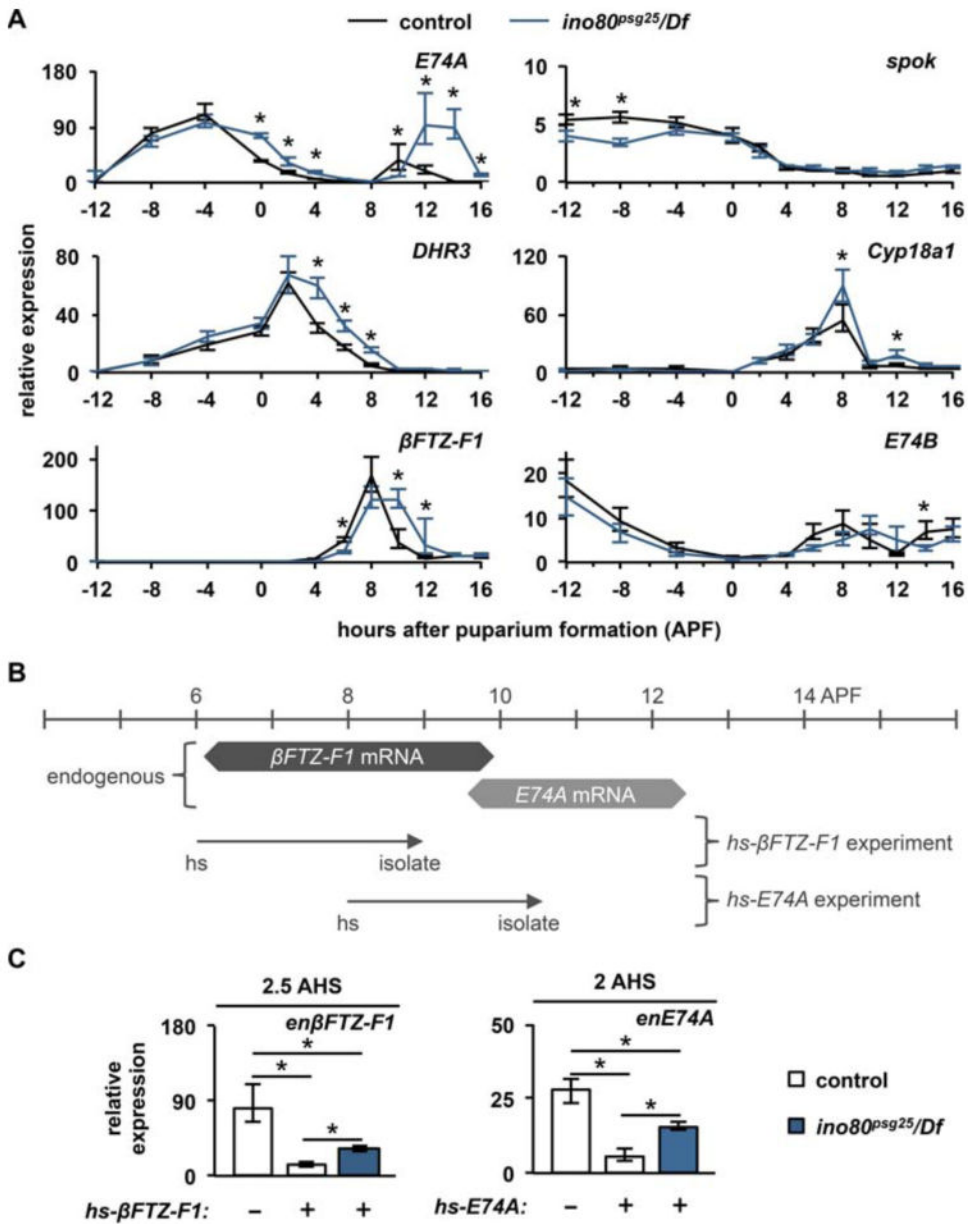 A
control ino80psg25/Df
E74A spok
180 10
* * * * * * * * *
90 5
0 0
-12 -8 -4 0 4 8 12 16 -12 -8 -4 0 4 8 12 16
DHR3 Cyp18a1
80 120
* * * * *
40 60
0 0
-12 -8 -4 0 4 8 12 16 -12 -8 -4 0 4 8 12 16
βFTZ-F1 E74B
200 20
* * * *
100 10
0 0
-12 -8 -4 0 4 8 12 16 -12 -8 -4 0 4 8 12 16
relative expression
hours after puparium formation (APF)
B
6 8 10 12 14 APF
endogenous
βFTZ-F1 mRNA
E74A mRNA
hs isolate hs-βFTZ-F1 experiment
hs isolate hs-E74A experiment
C
2.5 AHS 2 AHS
enβFTZ-F1 enE74A
180 50
* * * * * *
90 25
0 0
relative
expression
control
ino80psg25/Df
hs-βFTZ-F1: – + + hs-E74A: – + +